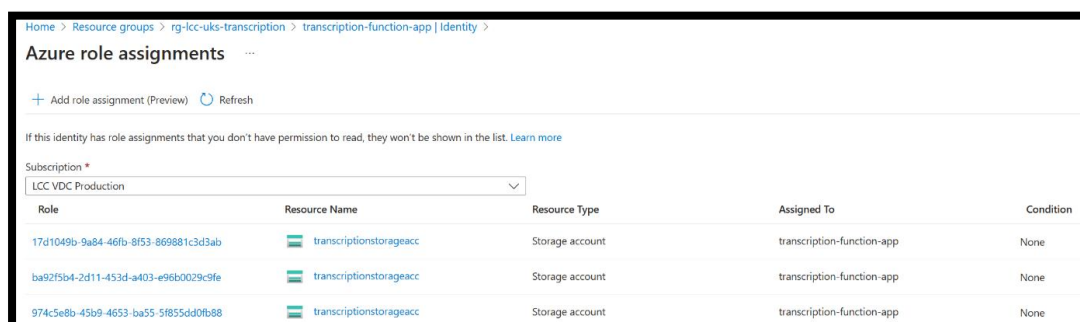 Home > Resource groups > rg-lcc-uks-transcription > transcription-function-app | Identity >
Azure role assignments ...
+ Add role assignment (Preview) Refresh
If this identity has role assignments that you don't have permission to read, they won't be shown in the list. Learn more
Subscription *
LCC VDC Production
Role Resource Name Resource Type Assigned To Condition
17d1049b-9a84-46fb-8f53-869881c3d3ab transcriptionstorageacc Storage account transcription-function-app None
ba92f5b4-2d11-453d-a403-e96b0029c9fe transcriptionstorageacc Storage account transcription-function-app None
974c5e8b-45b9-4653-ba55-5f855dd0fb88 transcriptionstorageacc Storage account transcription-function-app None